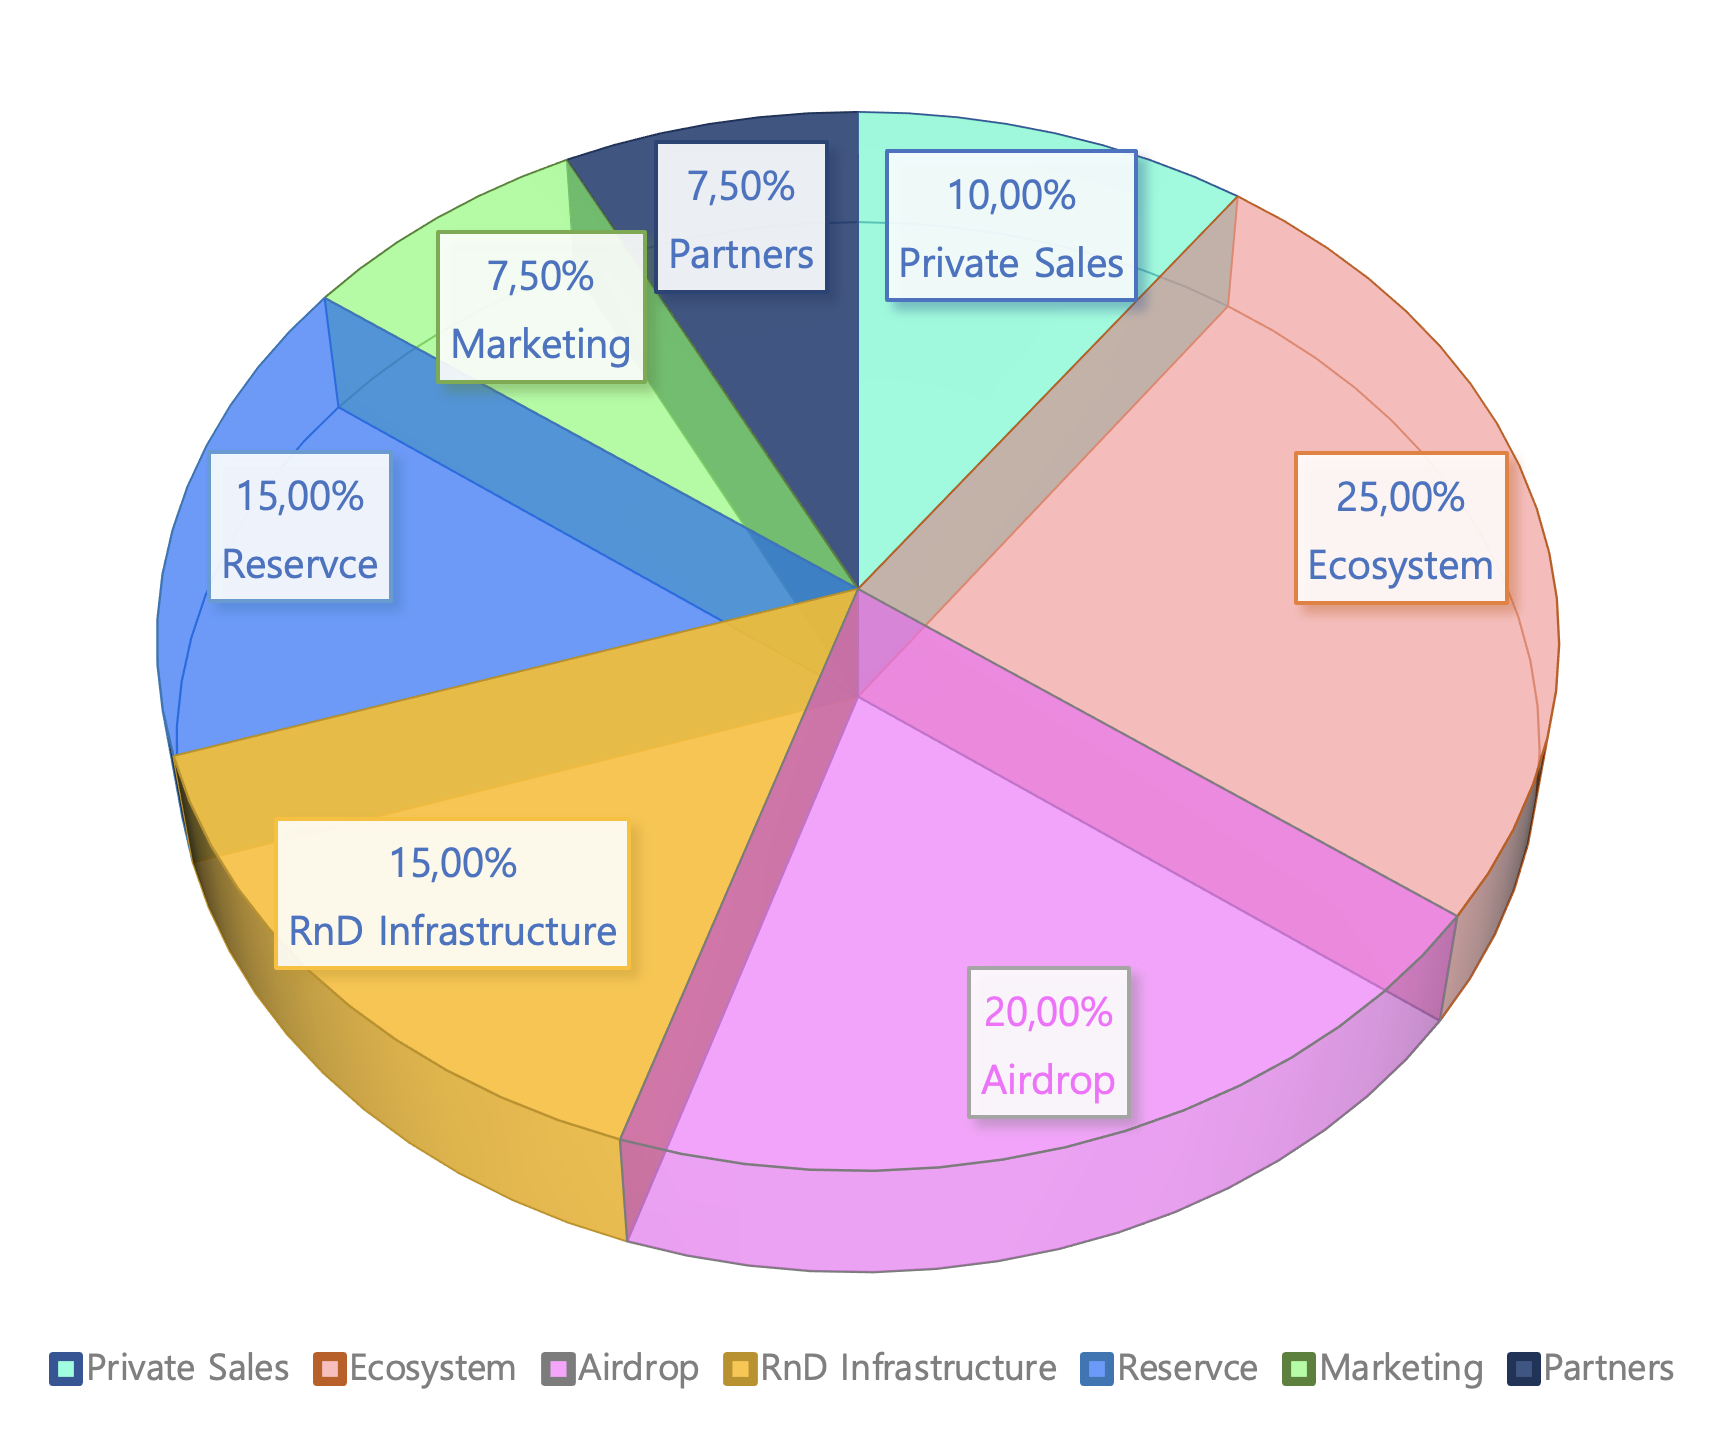 7,50%
Partners
10,00%
Private Sales
7,50%
Marketing
15,00%
Reservce
25,00%
Ecosystem
15,00%
RnD Infrastructure
20,00%
Airdrop
Private Sales
Ecosystem
Airdrop
RnD Infrastructure
Reservce
Marketing
Partners